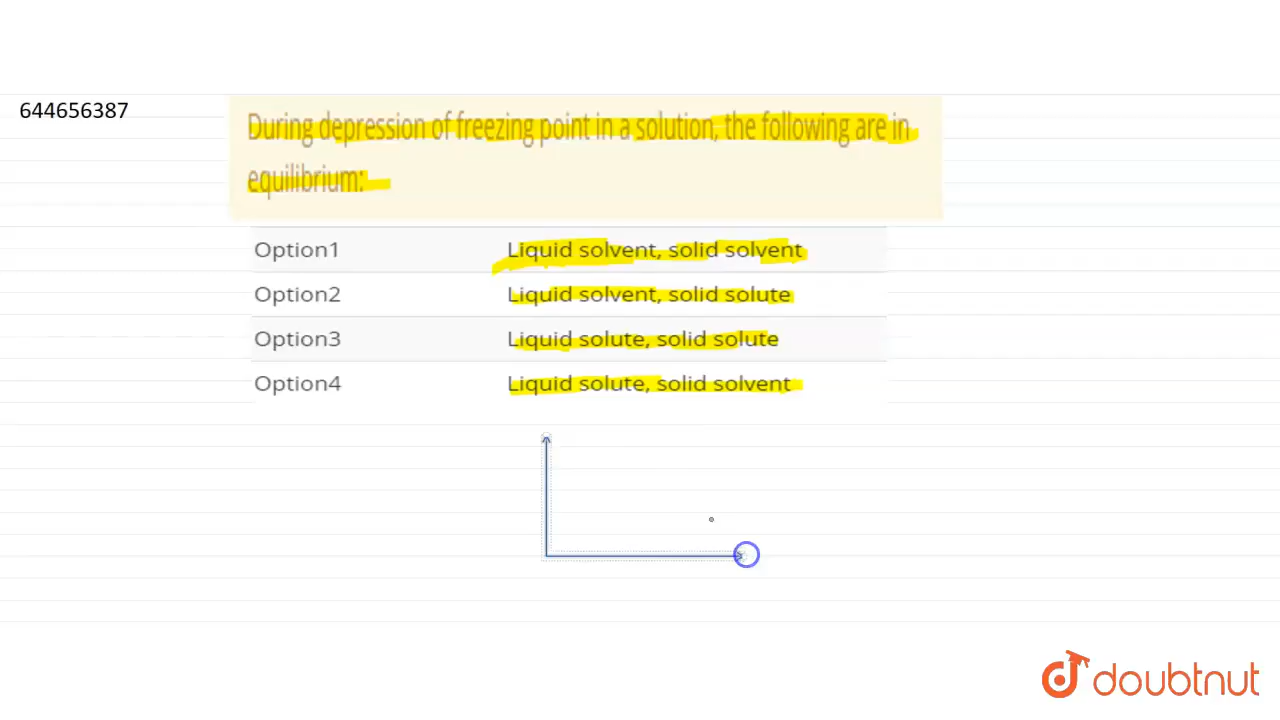 644656387
During depression of freezing point in a solution, the following are in
equilibrium:
Option1 Liquid solvent, solid solvent
Option2 Liquid solvent, solid solute
Option3 Liquid solute, solid solute
Option4 Liquid solute, solid solvent
doubtnut